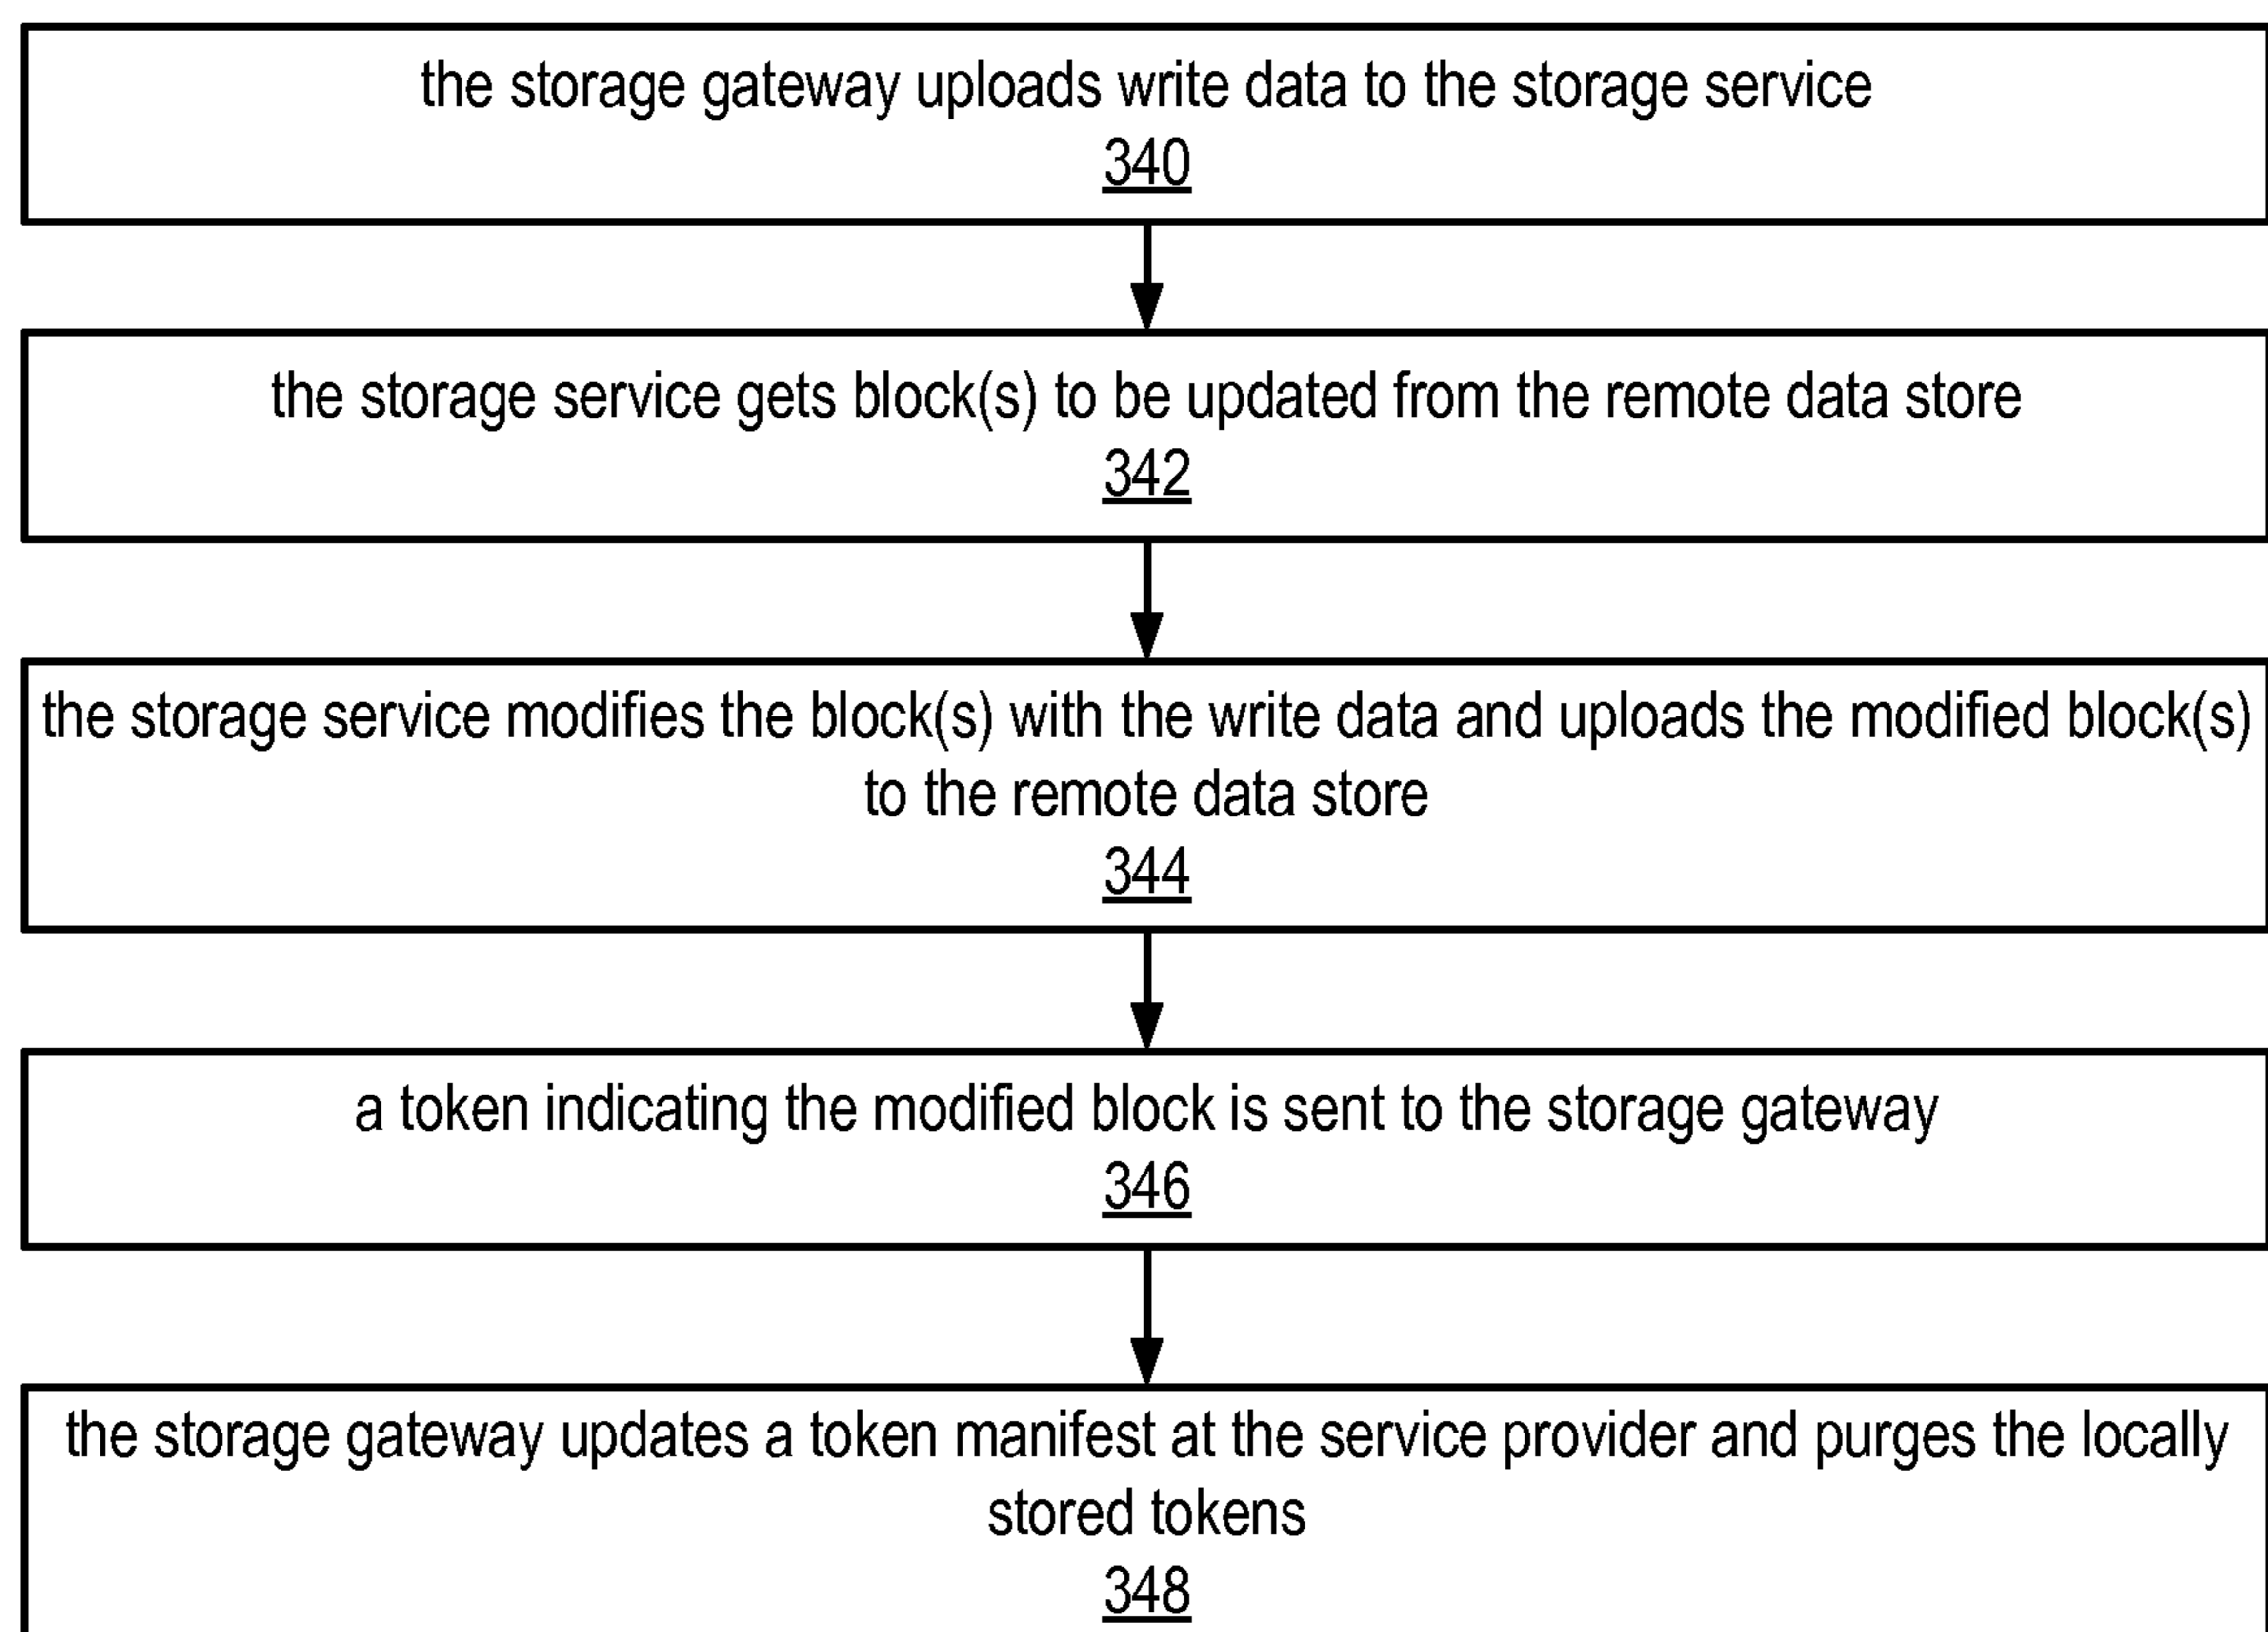 the storage gateway uploads write data to the storage service
340
the storage service gets block(s) to be updated from the remote data store
342
the storage service modifies the block(s) with the write data and uploads the modified block(s)
to the remote data store
344
a token indicating the modified block is sent to the storage gateway
346
the storage gateway updates a token manifest at the service provider and purges the locally
stored tokens
348